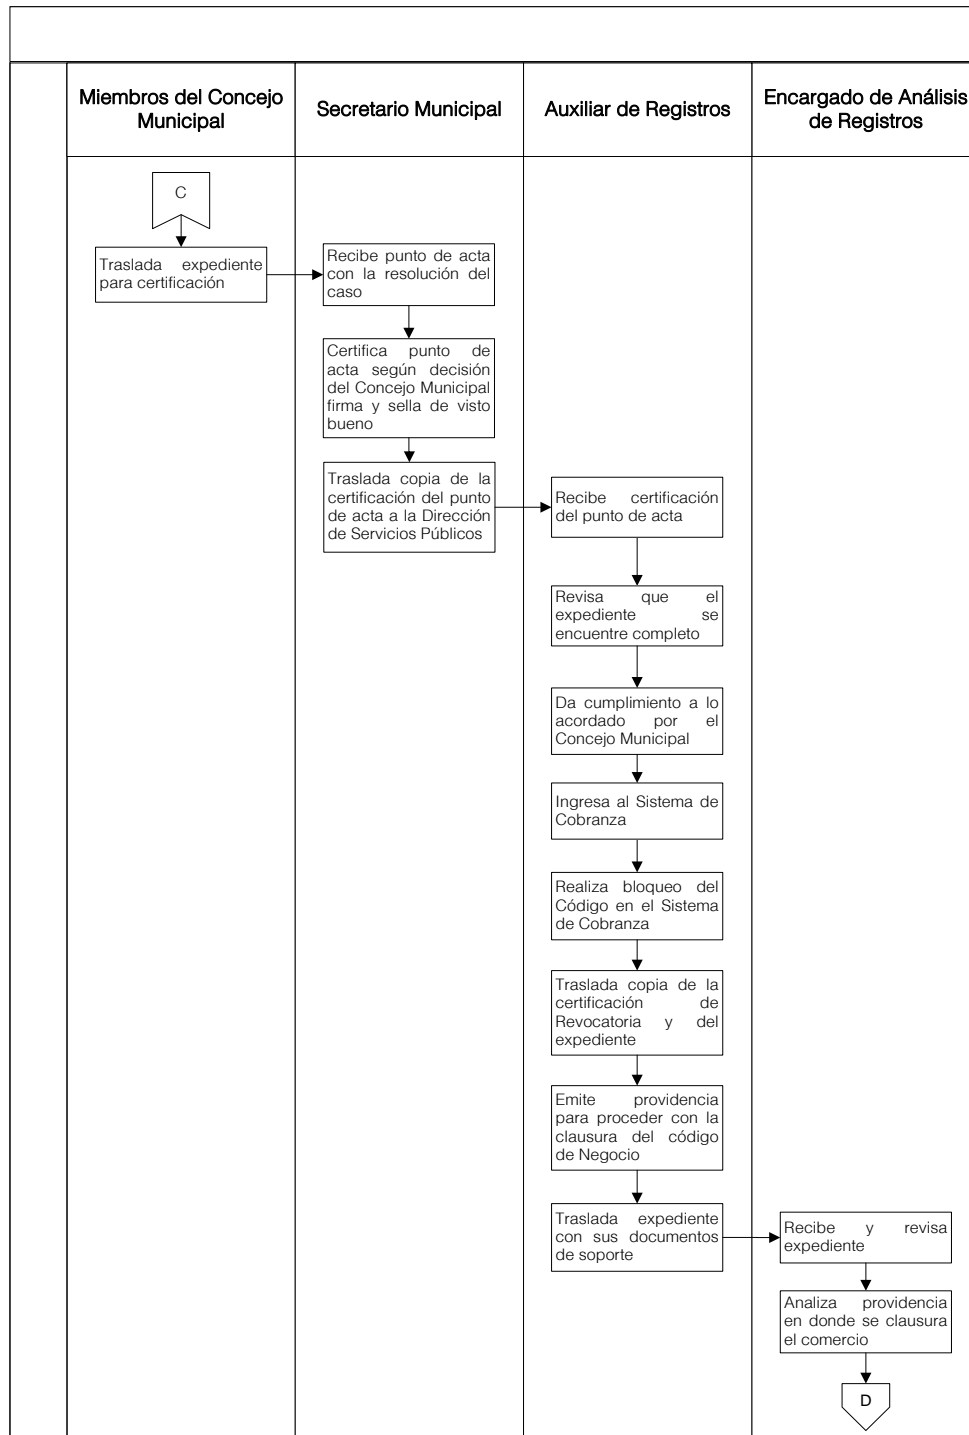 Miembros del Concejo
Municipal
Secretario Municipal
Auxiliar de Registros
Encargado de Análisis
de Registros
C
Traslada expediente
para certificación
Recibe punto de acta
con la resolución del
caso
Certifica punto de
acta según decisión
del Concejo Municipal
firma y sella de visto
bueno
Traslada copia de la
certificación del punto
de acta a la Dirección
de Servicios Públicos
Recibe certificación
del punto de acta
Revisa que el
expediente se
encuentre completo
Da cumplimiento a lo
acordado por el
Concejo Municipal
Ingresa al Sistema de
Cobranza
Realiza bloqueo del
Código en el Sistema
de Cobranza
Traslada copia de la
certificación de
Revocatoria y del
expediente
Emite providencia
para proceder con la
clausura del código
de Negocio
Traslada expediente
con sus documentos
de soporte
Recibe y revisa
expediente
Analiza providencia
en donde se clausura
el comercio
D